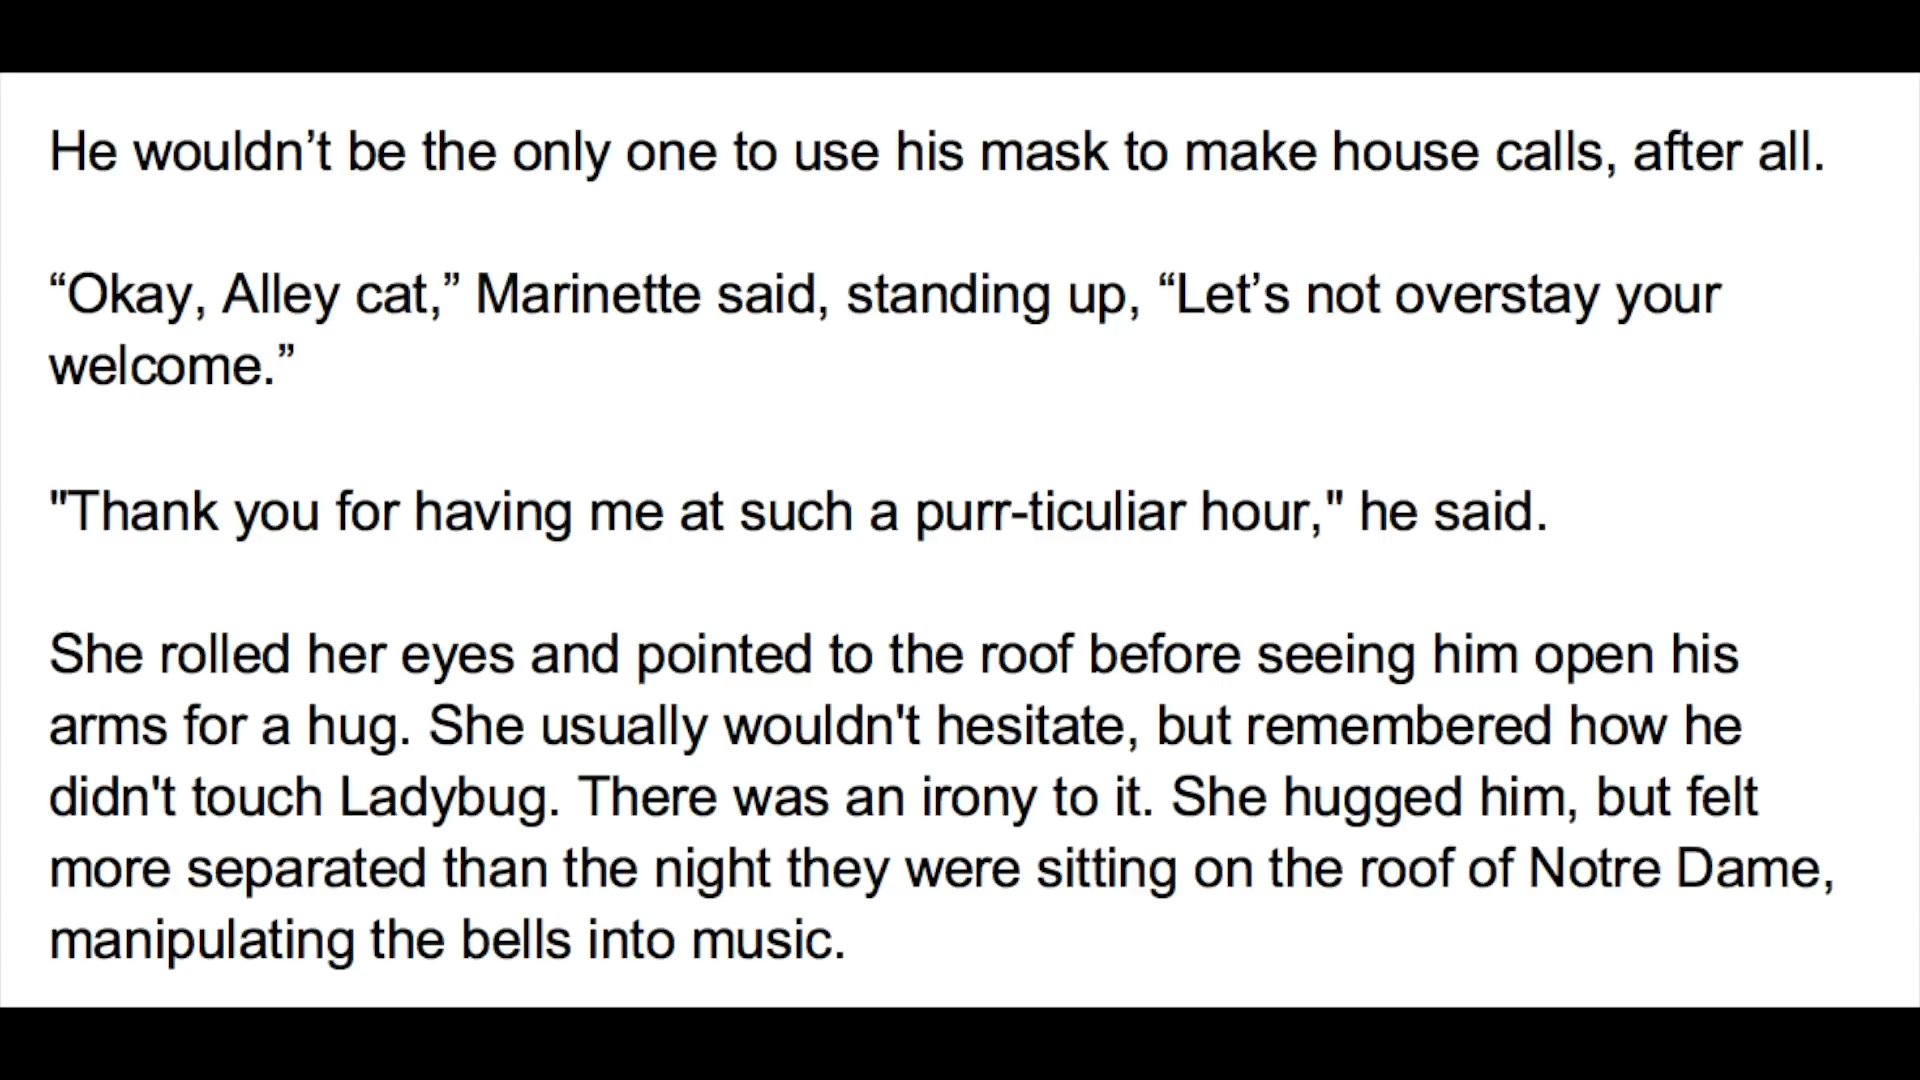 He wouldn’t be the only one to use his mask to make house calls, after all.
“Okay, Alley cat,” Marinette said, standing up, “Let’s not overstay your
welcome.”
"Thank you for having me at such a purr-ticuliar hour," he said.
She rolled her eyes and pointed to the roof before seeing him open his
arms for a hug. She usually wouldn't hesitate, but remembered how he
didn't touch Ladybug. There was an irony to it. She hugged him, but felt
more separated than the night they were sitting on the roof of Notre Dame,
manipulating the bells into music.